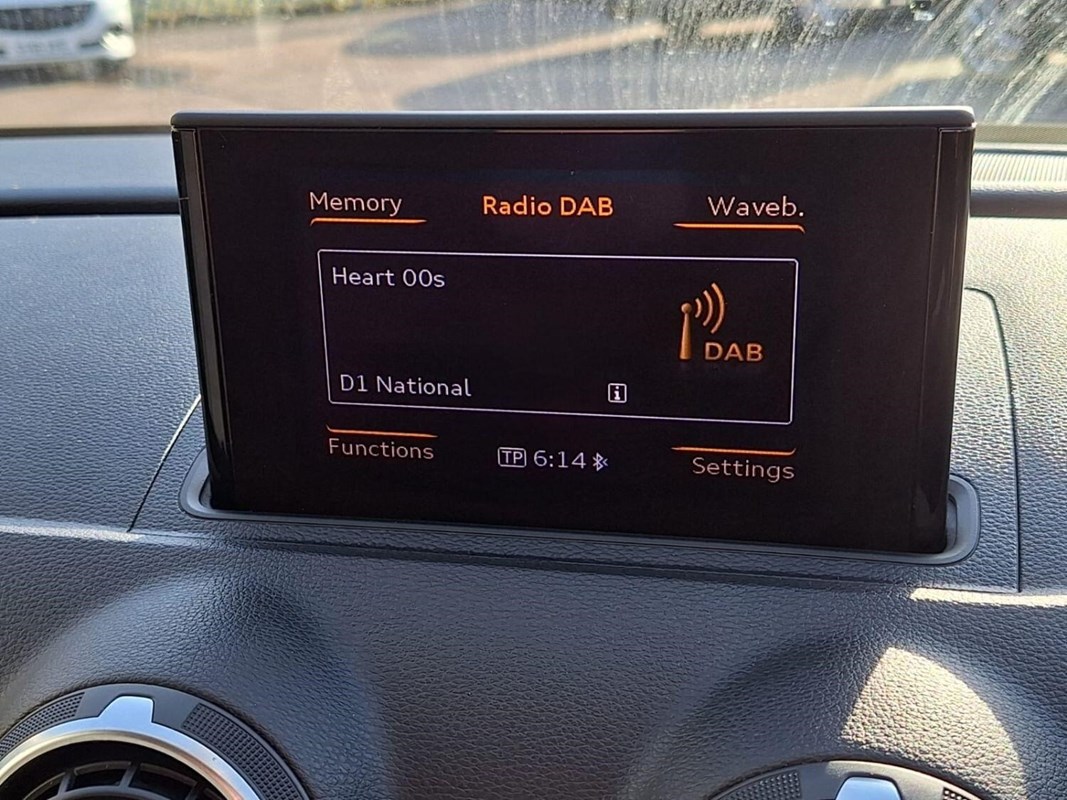 Memory Radio DAB Waveb.
Heart 00s
DAB
D1 National i
Functions TP 6:14 Settings